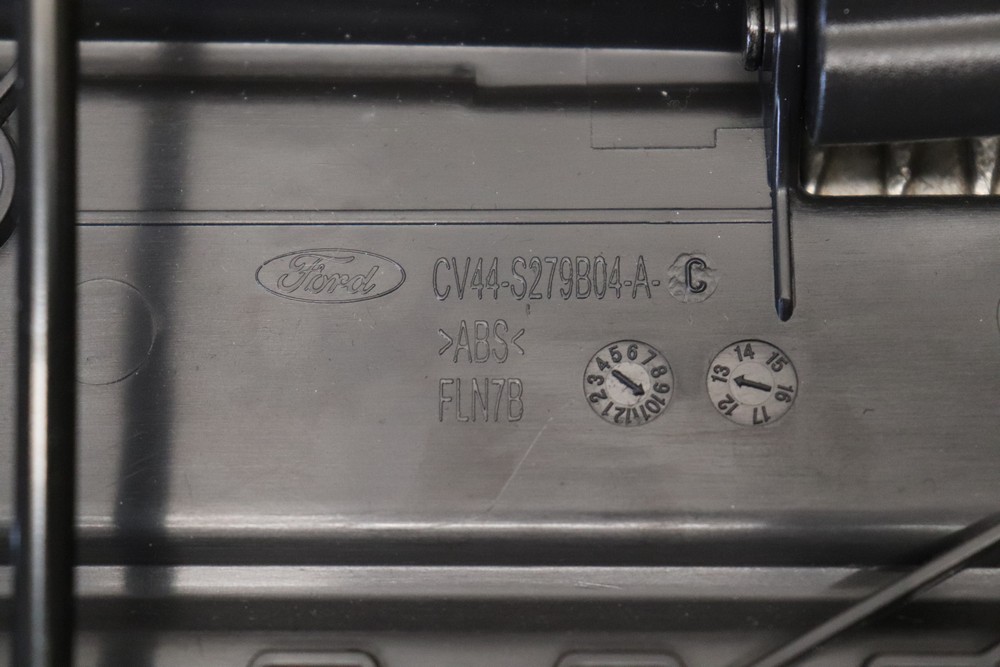 Ford CV44-S279B04-A- C
>ABS<
FLN7B
1 2 3 4 5 6 7 8 9 10 11 12
12 13 14 15 16 17